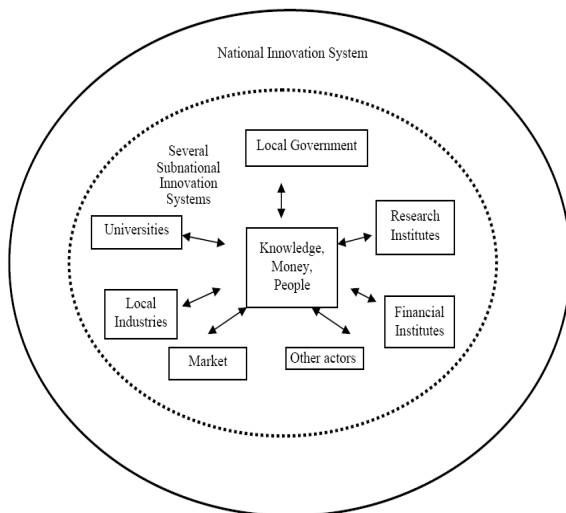 National Innovation System
Local Government
Several
Subnational
Innovation
Systems
Universities
Research
Institutes
Knowledge,
Money,
People
Local
Industries
Financial
Institutes
Market
Other actors